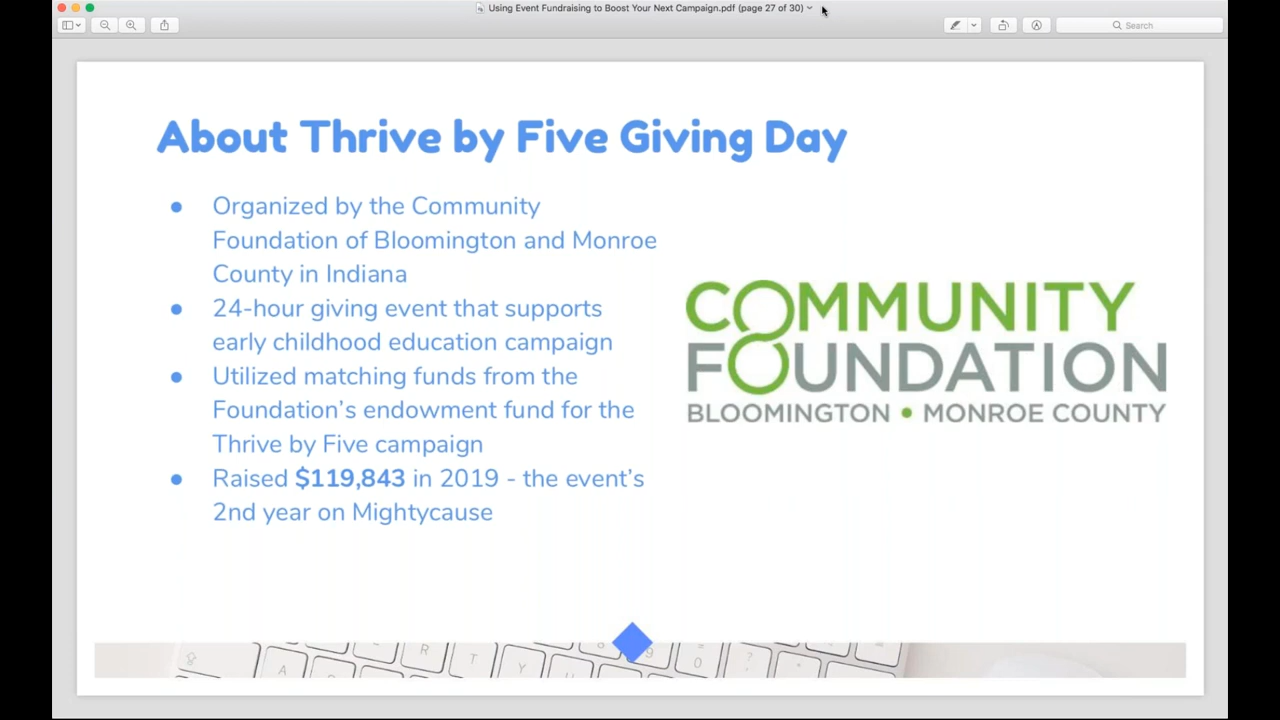 Using Event Fundraising to Boost Your Next Campaign.pdf (page 27 of 30)
Search
About Thrive by Five Giving Day
● Organized by the Community
Foundation of Bloomington and Monroe
County in Indiana
● 24-hour giving event that supports
early childhood education campaign
● Utilized matching funds from the
Foundation’s endowment fund for the
Thrive by Five campaign
● Raised $119,843 in 2019 - the event’s
2nd year on Mightycause
COMMUNITY
FOUNDATION
BLOOMINGTON • MONROE COUNTY
R
T
Y
A
9
0
?